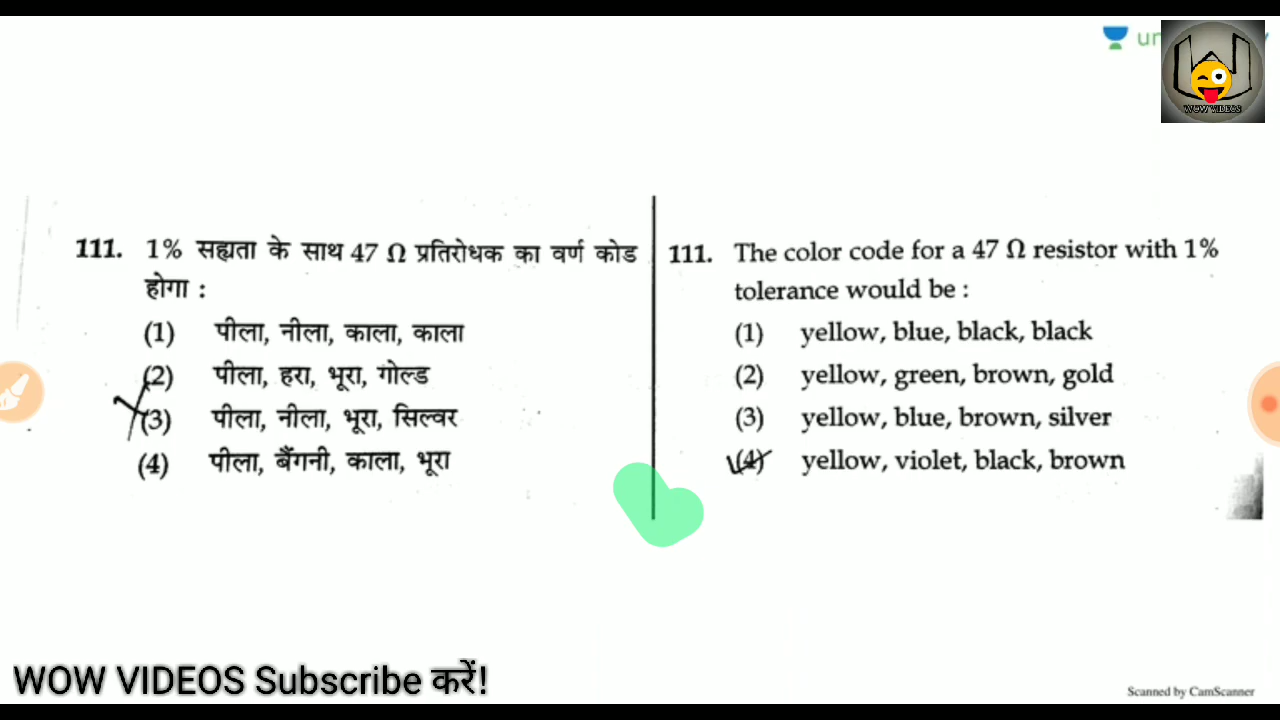 un
WOW VIDEOS
111. 1% सह्यता के साथ 47 Ω प्रतिरोधक का वर्ण कोड
होगा :
(1) पीला, नीला, काला, काला
(2) पीला, हरा, भूरा, गोल्ड
(3) पीला, नीला, भूरा, सिल्वर
(4) पीला, बैंगनी, काला, भूरा
111. The color code for a 47 Ω resistor with 1%
tolerance would be :
(1) yellow, blue, black, black
(2) yellow, green, brown, gold
(3) yellow, blue, brown, silver
(4) yellow, violet, black, brown
WOW VIDEOS Subscribe करें!
Scanned by CamScanner